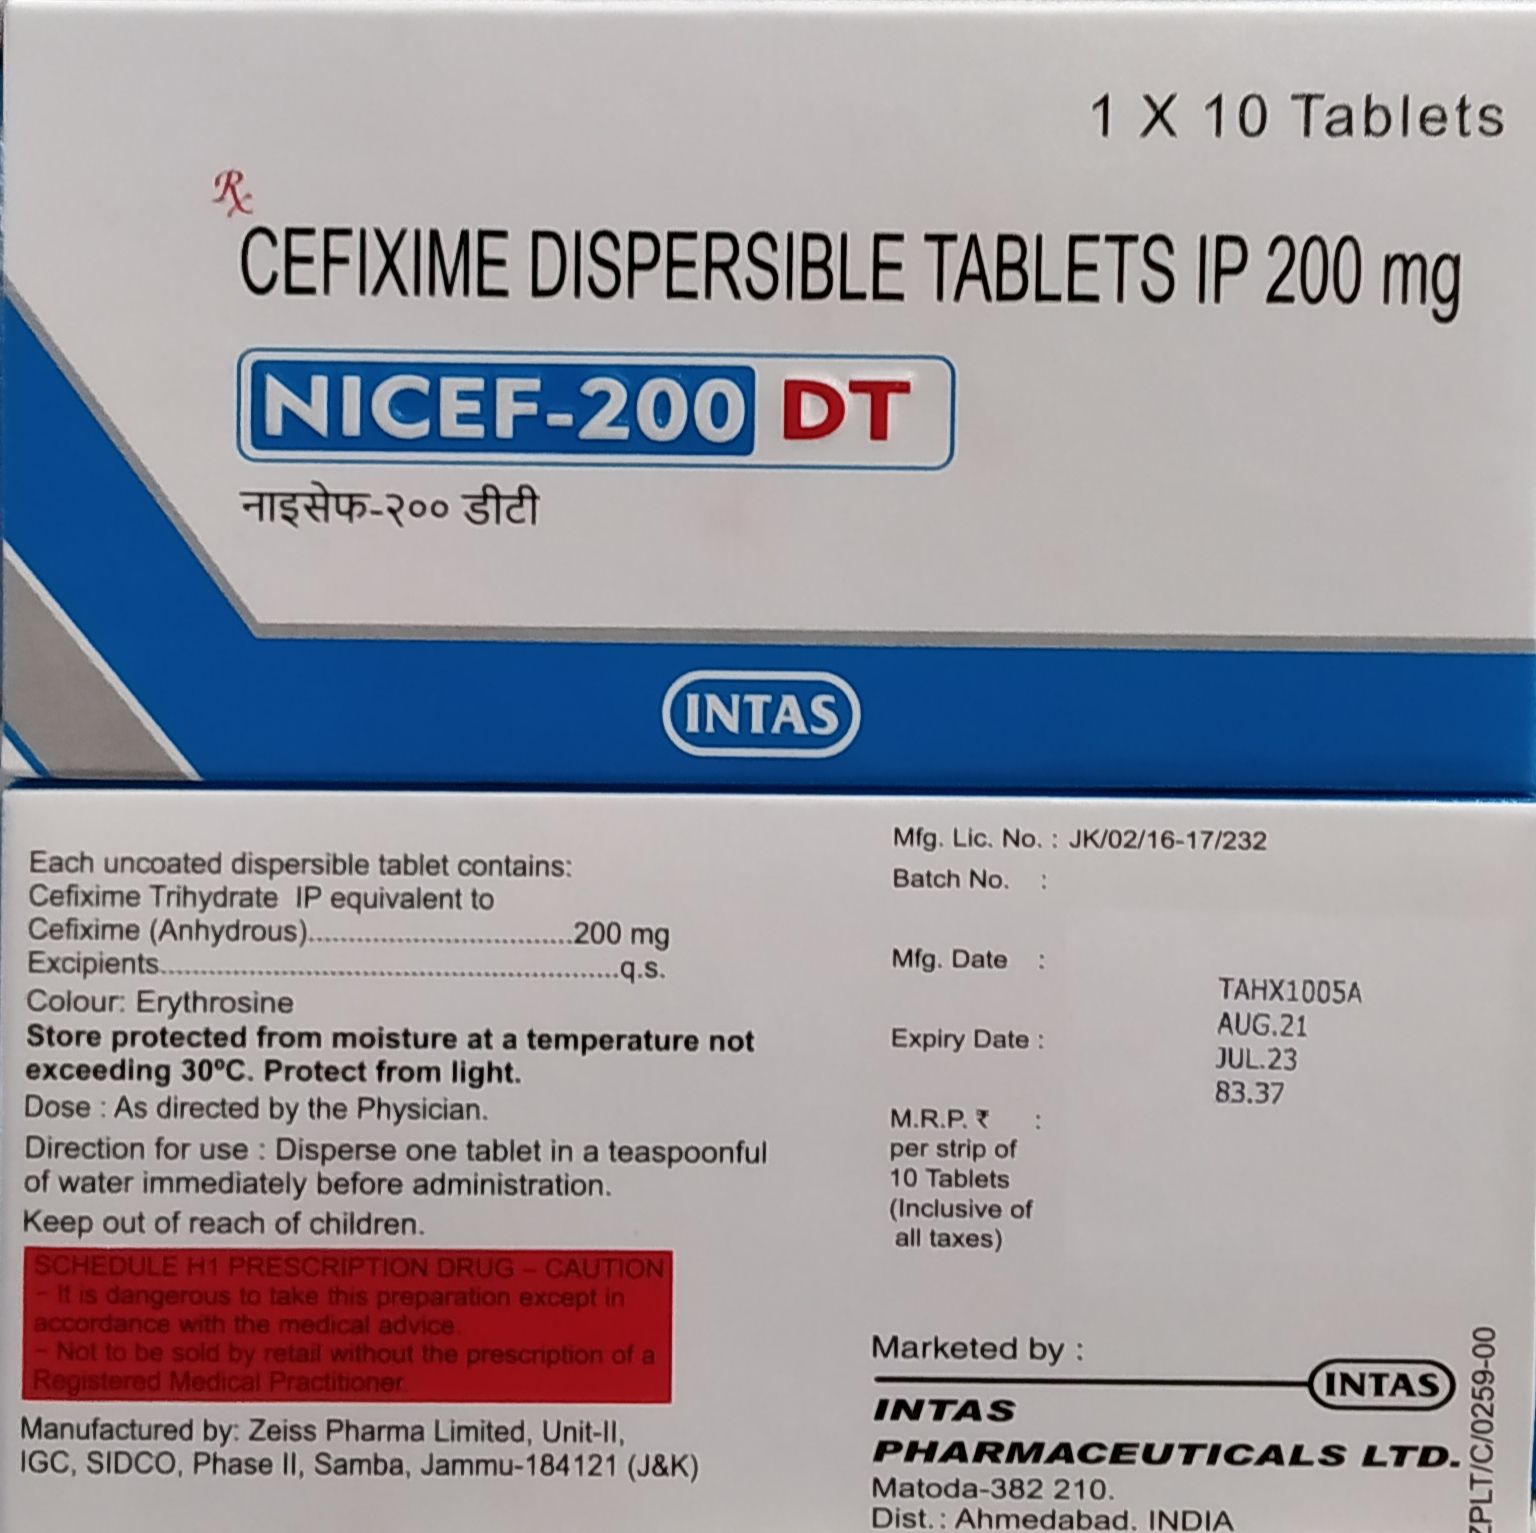 1 X 10 Tablets
Rx
CEFIXIME DISPERSIBLE TABLETS IP 200 mg
NICEF-200 DT
नाइसेफ-२०० डीटी
INTAS
Each uncoated dispersible tablet contains:
Cefixime Trihydrate IP equivalent to
Cefixime (Anhydrous)................................200 mg
Excipients........................................................q.s.
Colour: Erythrosine
Store protected from moisture at a temperature not
exceeding 30ºC. Protect from light.
Dose : As directed by the Physician.
Direction for use : Disperse one tablet in a teaspoonful
of water immediately before administration.
Keep out of reach of children.
SCHEDULE H1 PRESCRIPTION DRUG – CAUTION
- It is dangerous to take this preparation except in
accordance with the medical advice.
- Not to be sold by retail without the prescription of a
Registered Medical Practitioner.
Manufactured by: Zeiss Pharma Limited, Unit-II,
IGC, SIDCO, Phase II, Samba, Jammu-184121 (J&K)
Mfg. Lic. No. : JK/02/16-17/232
Batch No. :
Mfg. Date :
Expiry Date :
M.R.P. ₹ :
per strip of
10 Tablets
(Inclusive of
all taxes)
TAHX1005A
AUG.21
JUL.23
83.37
Marketed by :
INTAS
INTAS
PHARMACEUTICALS LTD.
Matoda-382 210.
Dist.: Ahmedabad. INDIA
ZPLT/C/0259-00